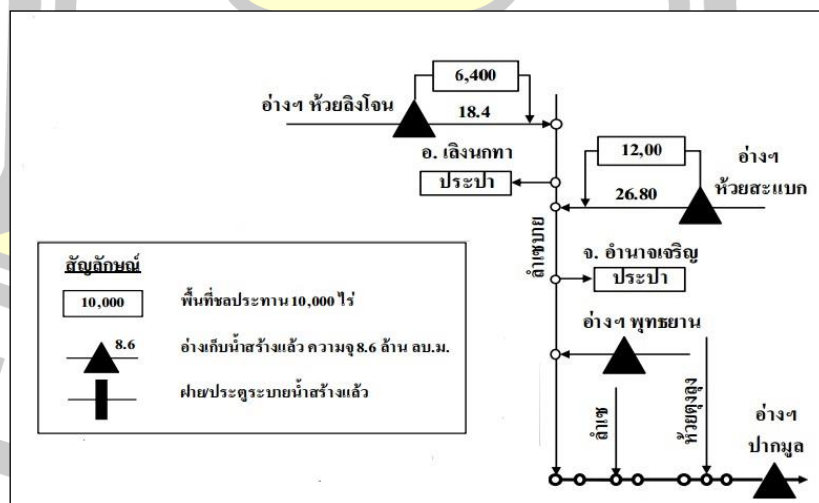 6,400
อ่างฯ ห้วยลิงโจน
18.4
อ. เลิงนกทา
ประปา
12,00
อ่างฯ
ห้วยสะแบก
26.80
ลำเซบาย
จ. อำนาจเจริญ
ประปา
อ่างฯ พุทธยาน
ลำเซ
ห้วยตุงลุง
อ่างฯ
ปากมูล
สัญลักษณ์
10,000
พื้นที่ชลประทาน 10,000 ไร่
8.6
อ่างเก็บน้ำสร้างแล้ว ความจุ 8.6 ล้าน ลบ.ม.
ฝาย/ประตูระบายน้ำสร้างแล้ว